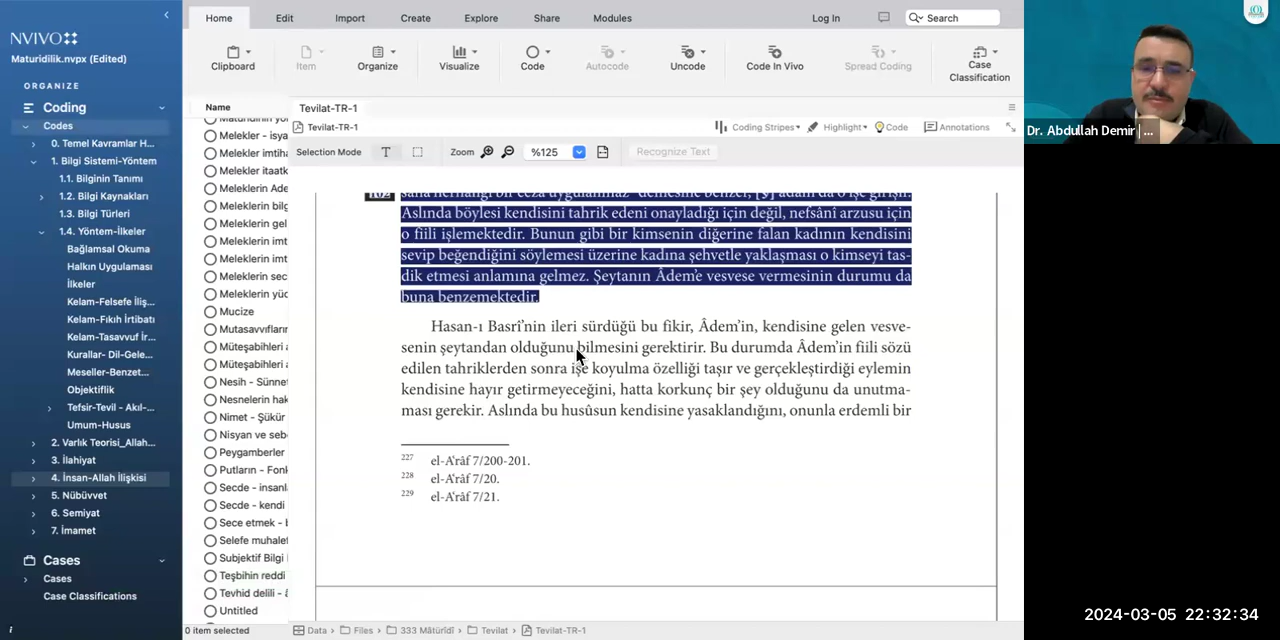 NVIVO
Maturidilik.nvpx (Edited)
ORGANIZE
Coding
Codes
0. Temel Kavramlar H...
1. Bilgi Sistemi-Yöntem
1.1. Bilginin Tanımı
1.2. Bilgi Kaynakları
1.3. Bilgi Türleri
1.4. Yöntem-İlkeler
Bağlamsal Okuma
Halkın Uygulaması
İlkeler
Kelam-Felsefe İliş...
Kelam-Fıkıh İrtibatı
Kelam-Tasavvuf İr...
Kurallar- Dil-Gele...
Meseller-Benzet...
Objektiflik
Tefsir-Tevil - Akıl-...
Umum-Husus
2. Varlık Teorisi_Allah...
3. İlahiyat
4. İnsan-Allah İlişkisi
5. Nübüvvet
6. Semiyat
7. İmamet
Cases
Cases
Case Classifications
Home Edit Import Create Explore Share Modules Log In Search
Clipboard Item Organize Visualize Code Autocode Uncode Code In Vivo Spread Coding Case Classification
Name
Melekler - isya
Melekler imtiha
Melekler itaatk
Meleklerin Ade
Meleklerin bilg
Meleklerin gel
Meleklerin imt
Meleklerin imt
Meleklerin sec
Meleklerin yüc
Mucize
Mutasavvıfların
Müteşabihleri a
Müteşabihleri a
Nesih - Sünnet
Nesnelerin hak
Nimet - Şükür
Nisyan ve seb
Peygamberler
Putların - Fonk
Secde - insanl
Secde - kendi
Sece etmek - b
Selefe muhalef
Subjektif Bilgi
Teşbihin reddi
Tevhid delili - â
Untitled
0 item selected
Tevilat-TR-1
Tevilat-TR-1 Coding Stripes Highlight Code Annotations
Selection Mode T Zoom %125 Recognize Text
sana herhangi bir ceza uygulanmaz" demesine benzer, [9] adam da o işe girişir.
Aslında böylesi kendisini tahrik edeni onayladığı için değil, nefsânî arzusu için
o fiili işlemektedir. Bunun gibi bir kimsenin diğerine falan kadının kendisini
sevip beğendiğini söylemesi üzerine kadına şehvetle yaklaşması o kimseyi tas-
dik etmesi anlamına gelmez. Şeytanın Âdem'e vesvese vermesinin durumu da
buna benzemektedir.
Hasan-ı Basrî'nin ileri sürdüğü bu fikir, Âdem'in, kendisine gelen vesve-
senin şeytandan olduğunu bilmesini gerektirir. Bu durumda Âdem'in fiili sözü
edilen tahriklerden sonra işe koyulma özelliği taşır ve gerçekleştirdiği eylemin
kendisine hayır getirmeyeceğini, hatta korkunç bir şey olduğunu da unutma-
ması gerekir. Aslında bu husûsun kendisine yasaklandığını, onunla erdemli bir
227 el-A'râf 7/200-201.
228 el-A'râf 7/20.
229 el-A'râf 7/21.
Data Files 333 Mâtürîdî Tevilat Tevilat-TR-1
Dr. Abdullah Demir | ...
2024-03-05 22:32:34